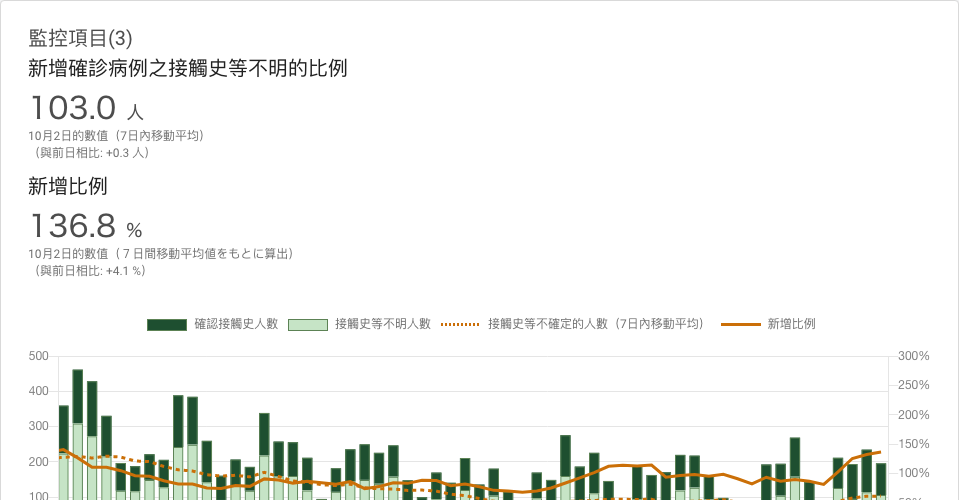 監控項目(3)
新增確診病例之接觸史等不明的比例
103.0 人
10月2日的數值（7日內移動平均）
（與前日相比: +0.3 人）
新增比例
136.8 %
10月2日的數值（７日間移動平均値をもとに算出）
（與前日相比: +4.1 %）
確認接觸史人數 接觸史等不明人數 接觸史等不確定的人數（7日內移動平均） 新增比例
500 300%
250%
400
200%
300
150%
200
100%
100